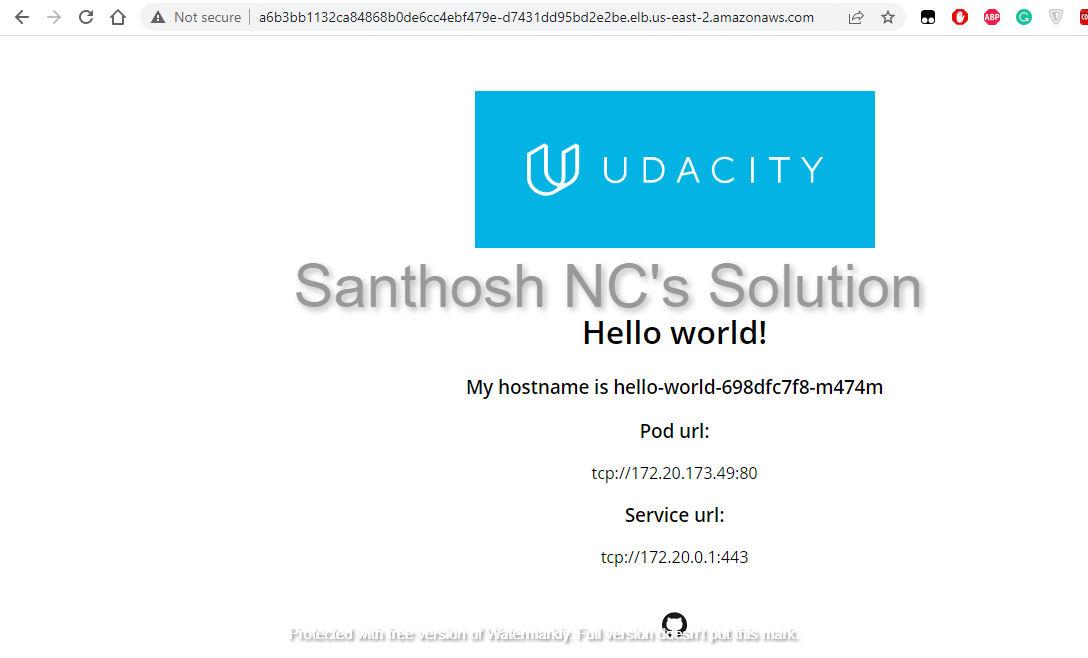 Not secure | a6b3bb1132ca84868b0de6cc4ebf479e-d7431dd95bd2e2be.elb.us-east-2.amazonaws.com
ABP
UDACITY
Santhosh NC's Solution
Hello world!
My hostname is hello-world-698dfc7f8-m474m
Pod url:
tcp://172.20.173.49:80
Service url:
tcp://172.20.0.1:443
Protected with free version of Watermarkly. Full version doesn't put this mark.